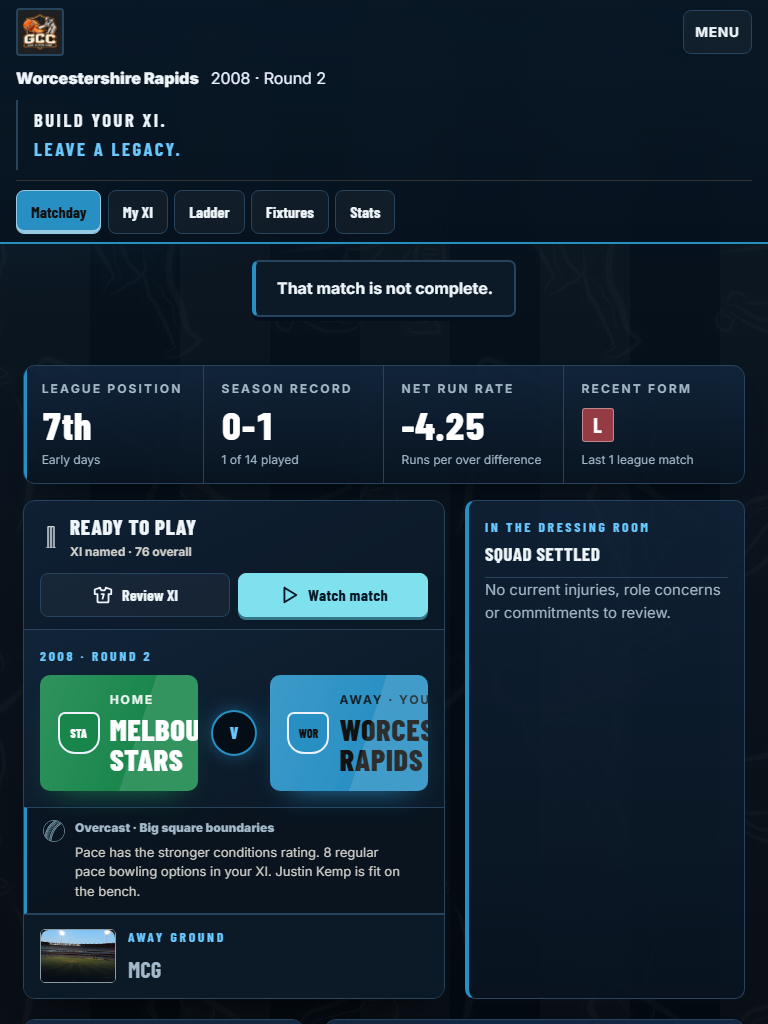 GCC
MENU
Worcestershire Rapids 2008 · Round 2
BUILD YOUR XI.
LEAVE A LEGACY.
Matchday My XI Ladder Fixtures Stats
That match is not complete.
LEAGUE POSITION
7th
Early days
SEASON RECORD
0-1
1 of 14 played
NET RUN RATE
-4.25
Runs per over difference
RECENT FORM
L
Last 1 league match
READY TO PLAY
XI named · 76 overall
Review XI
Watch match
2008 · ROUND 2
HOME
STA
MELBOU
STARS
V
AWAY · YOU
WOR
WORCES
RAPIDS
Overcast · Big square boundaries
Pace has the stronger conditions rating. 8 regular
pace bowling options in your XI. Justin Kemp is fit on
the bench.
AWAY GROUND
MCG
IN THE DRESSING ROOM
SQUAD SETTLED
No current injuries, role concerns
or commitments to review.